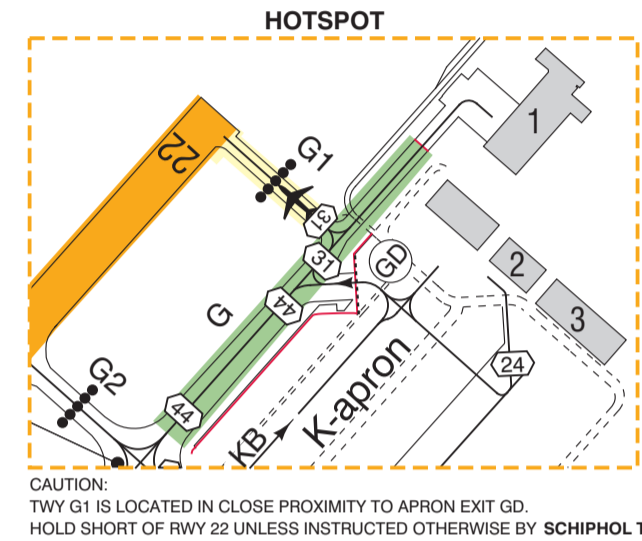 HOTSPOT
22
G1
1
31
31
GD
44
G
2
3
G2
44
K-apron
24
KB
CAUTION:
TWY G1 IS LOCATED IN CLOSE PROXIMITY TO APRON EXIT GD.
HOLD SHORT OF RWY 22 UNLESS INSTRUCTED OTHERWISE BY SCHIPHOL T